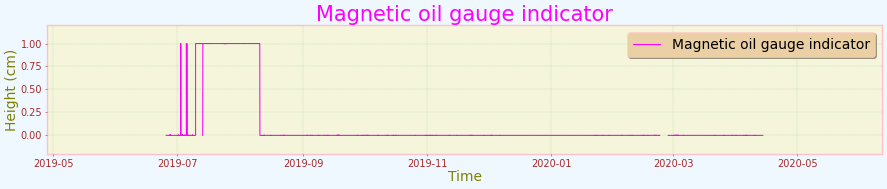 Magnetic oil gauge indicator
Magnetic oil gauge indicator
Height (cm)
1.00
0.75
0.50
0.25
0.00
2019-05 2019-07 2019-09 2019-11 2020-01 2020-03 2020-05
Time